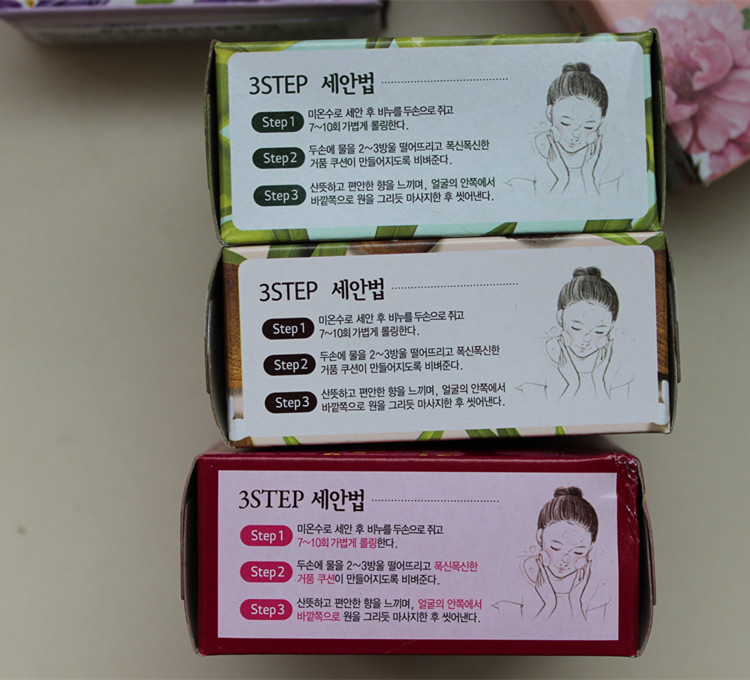 3STEP 세안법
Step 1 미온수로 세안 후 비누를 두손으로 쥐고
7~10회 가볍게 롤링한다.
Step 2 두손에 물을 2~3방울 떨어뜨리고 폭신폭신한
거품 쿠션이 만들어지도록 비벼준다.
Step 3 산뜻하고 편안한 향을 느끼며, 얼굴의 안쪽에서
바깥쪽으로 원을 그리듯 마사지한 후 씻어낸다.
3STEP 세안법
Step 1 미온수로 세안 후 비누를 두손으로 쥐고
7~10회 가볍게 롤링한다.
Step 2 두손에 물을 2~3방울 떨어뜨리고 폭신폭신한
거품 쿠션이 만들어지도록 비벼준다.
Step 3 산뜻하고 편안한 향을 느끼며, 얼굴의 안쪽에서
바깥쪽으로 원을 그리듯 마사지한 후 씻어낸다.
3STEP 세안법
Step 1 미온수로 세안 후 비누를 두손으로 쥐고
7~10회 가볍게 롤링한다.
Step 2 두손에 물을 2~3방울 떨어뜨리고 폭신폭신한
거품 쿠션이 만들어지도록 비벼준다.
Step 3 산뜻하고 편안한 향을 느끼며, 얼굴의 안쪽에서
바깥쪽으로 원을 그리듯 마사지한 후 씻어낸다.